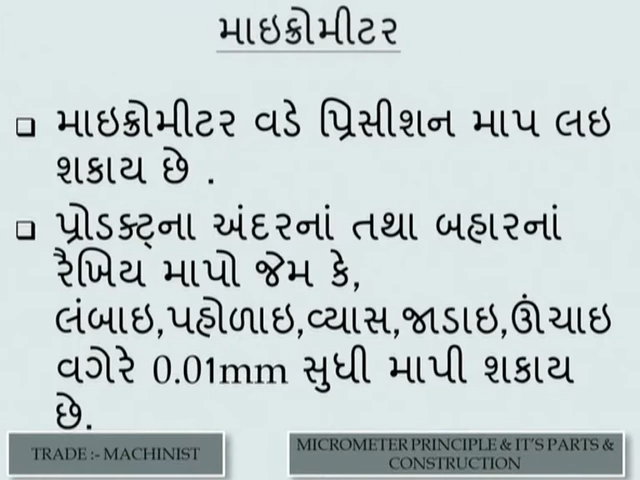 માઇક્રોમીટર
માઇક્રોમીટર વડે પ્રિસીશન માપ લઇ
શકાય છે .
પ્રોડક્ટ્ના અંદરનાં તથા બહારનાં
રૈખિય માપો જેમ કે,
લંબાઇ,પહોળાઇ,વ્યાસ,જાડાઇ,ઊંચાઇ
વગેરે 0.01mm સુધી માપી શકાય
છે.
TRADE :- MACHINIST
MICROMETER PRINCIPLE & IT'S PARTS &
CONSTRUCTION